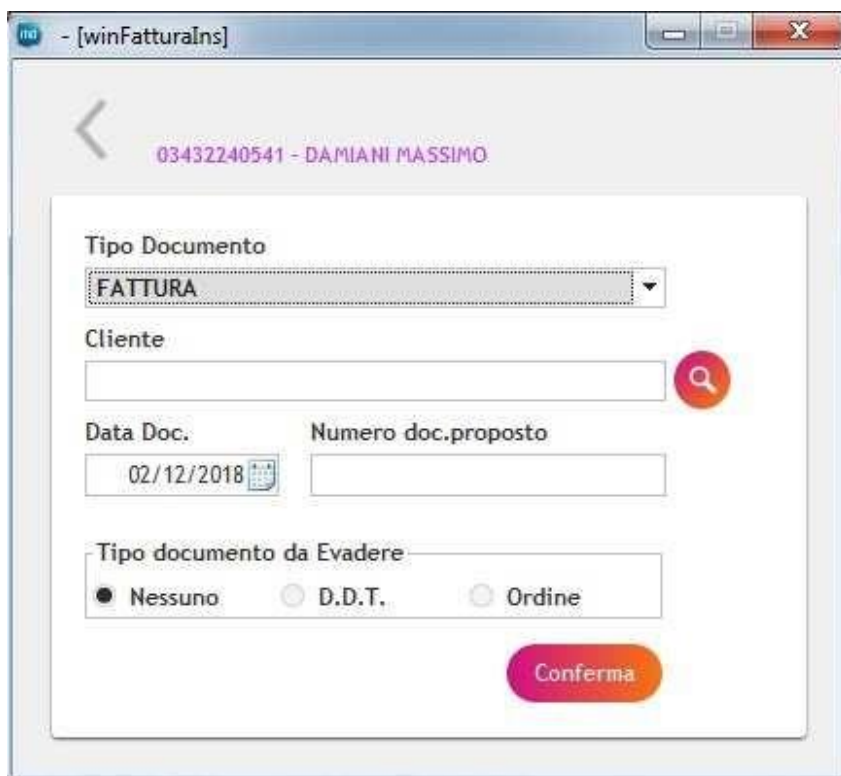 - [winFatturaIns]
03432240541 - DAMIANI MASSIMO
Tipo Documento
FATTURA
Cliente
Data Doc. Numero doc.proposto
02/12/2018
Tipo documento da Evadere
Nessuno D.D.T. Ordine
Conferma